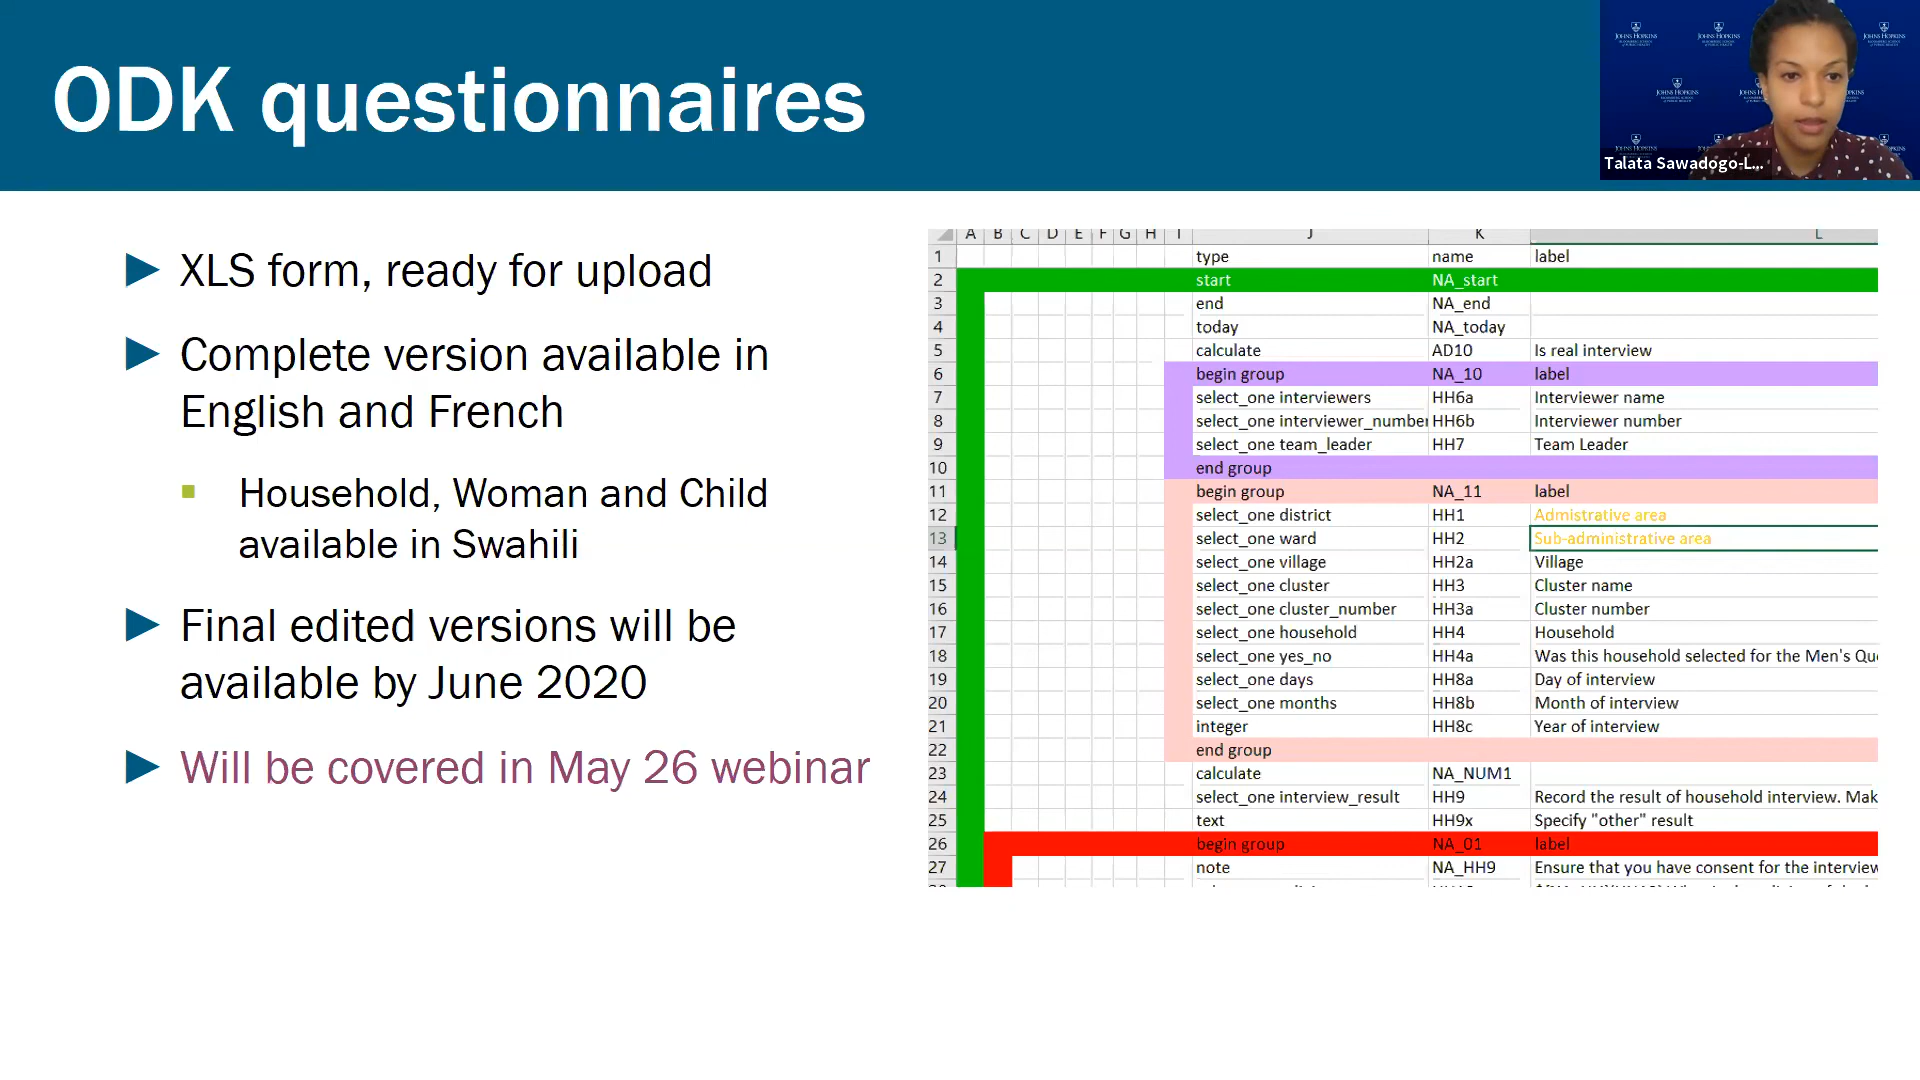 ODK questionnaires
JOHNS HOPKINS
JOHNS HOPKINS
JOHNS HOPKINS
JOHNS HOPKINS
Talata Sawadogo-L...
XLS form, ready for upload
Complete version available in
English and French
Household, Woman and Child
available in Swahili
Final edited versions will be
available by June 2020
Will be covered in May 26 webinar
A B C D E F G H I J K L
1 type name label
2 start NA_start
3 end NA_end
4 today NA_today
5 calculate AD10 Is real interview
6 begin group NA_10 label
7 select_one interviewers HH6a Interviewer name
8 select_one interviewer_number HH6b Interviewer number
9 select_one team_leader HH7 Team Leader
10 end group
11 begin group NA_11 label
12 select_one district HH1 Admistrative area
13 select_one ward HH2 Sub-administrative area
14 select_one village HH2a Village
15 select_one cluster HH3 Cluster name
16 select_one cluster_number HH3a Cluster number
17 select_one household HH4 Household
18 select_one yes_no HH4a Was this household selected for the Men's Qu
19 select_one days HH8a Day of interview
20 select_one months HH8b Month of interview
21 integer HH8c Year of interview
22 end group
23 calculate NA_NUM1
24 select_one interview_result HH9 Record the result of household interview. Mak
25 text HH9x Specify "other" result
26 begin group NA_01 label
27 note NA_HH9 Ensure that you have consent for the interview